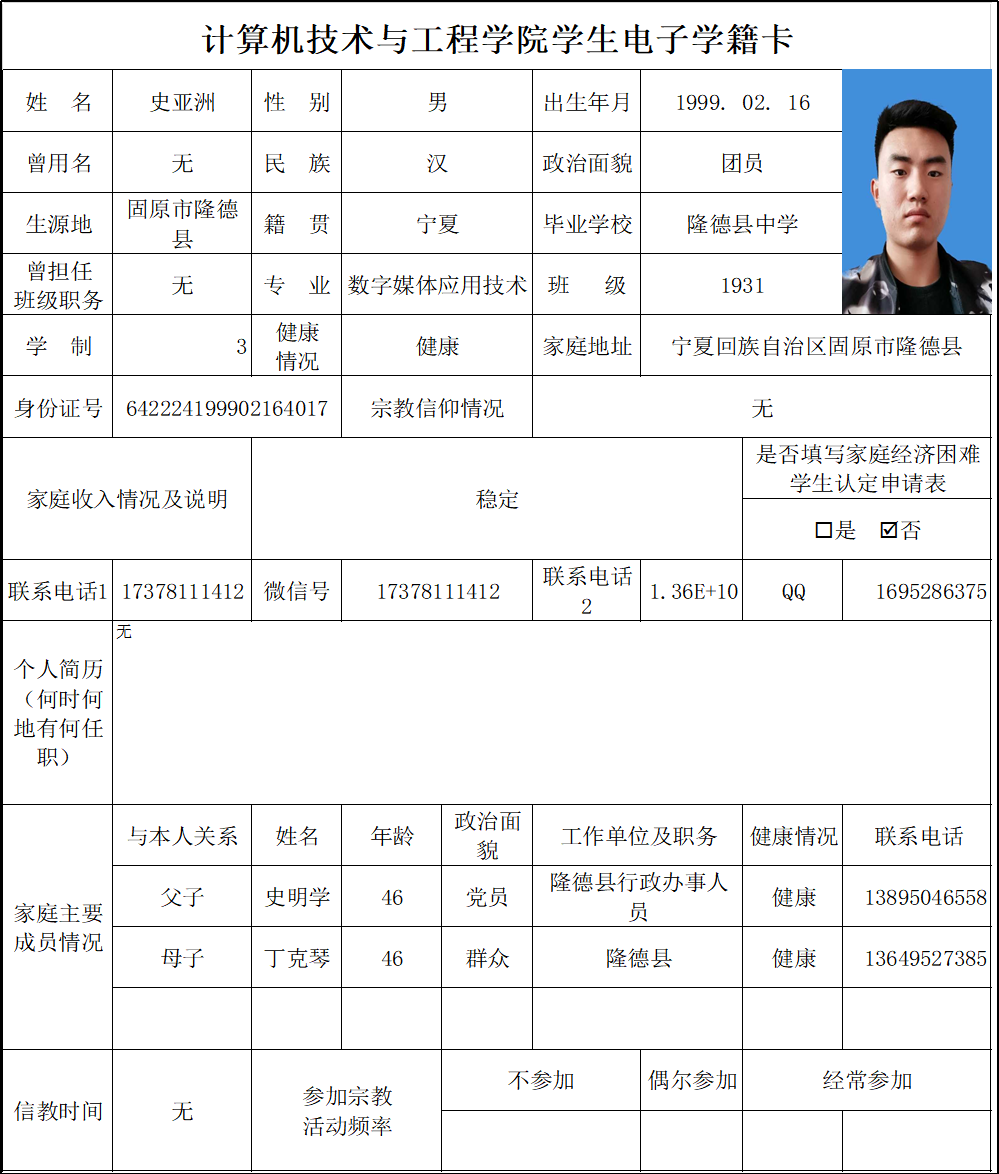 计算机技术与工程学院学生电子学籍卡
姓 名 史亚洲 性 别 男 出生年月 1999. 02. 16
曾用名 无 民 族 汉 政治面貌 团员
生源地 固原市隆德县 籍 贯 宁夏 毕业学校 隆德县中学
曾担任班级职务 无 专 业 数字媒体应用技术 班 级 1931
学 制 3 健康情况 健康 家庭地址 宁夏回族自治区固原市隆德县
身份证号 642224199902164017 宗教信仰情况 无
家庭收入情况及说明 稳定 是否填写家庭经济困难学生认定申请表
☐是 ☑否
联系电话1 17378111412 微信号 17378111412 联系电话2 1.36E+10 QQ 1695286375
个人简历（何时何地有何任职） 无
家庭主要成员情况 与本人关系 姓名 年龄 政治面貌 工作单位及职务 健康情况 联系电话
父子 史明学 46 党员 隆德县行政办事人员 健康 13895046558
母子 丁克琴 46 群众 隆德县 健康 13649527385
信教时间 无 参加宗教活动频率 不参加 偶尔参加 经常参加